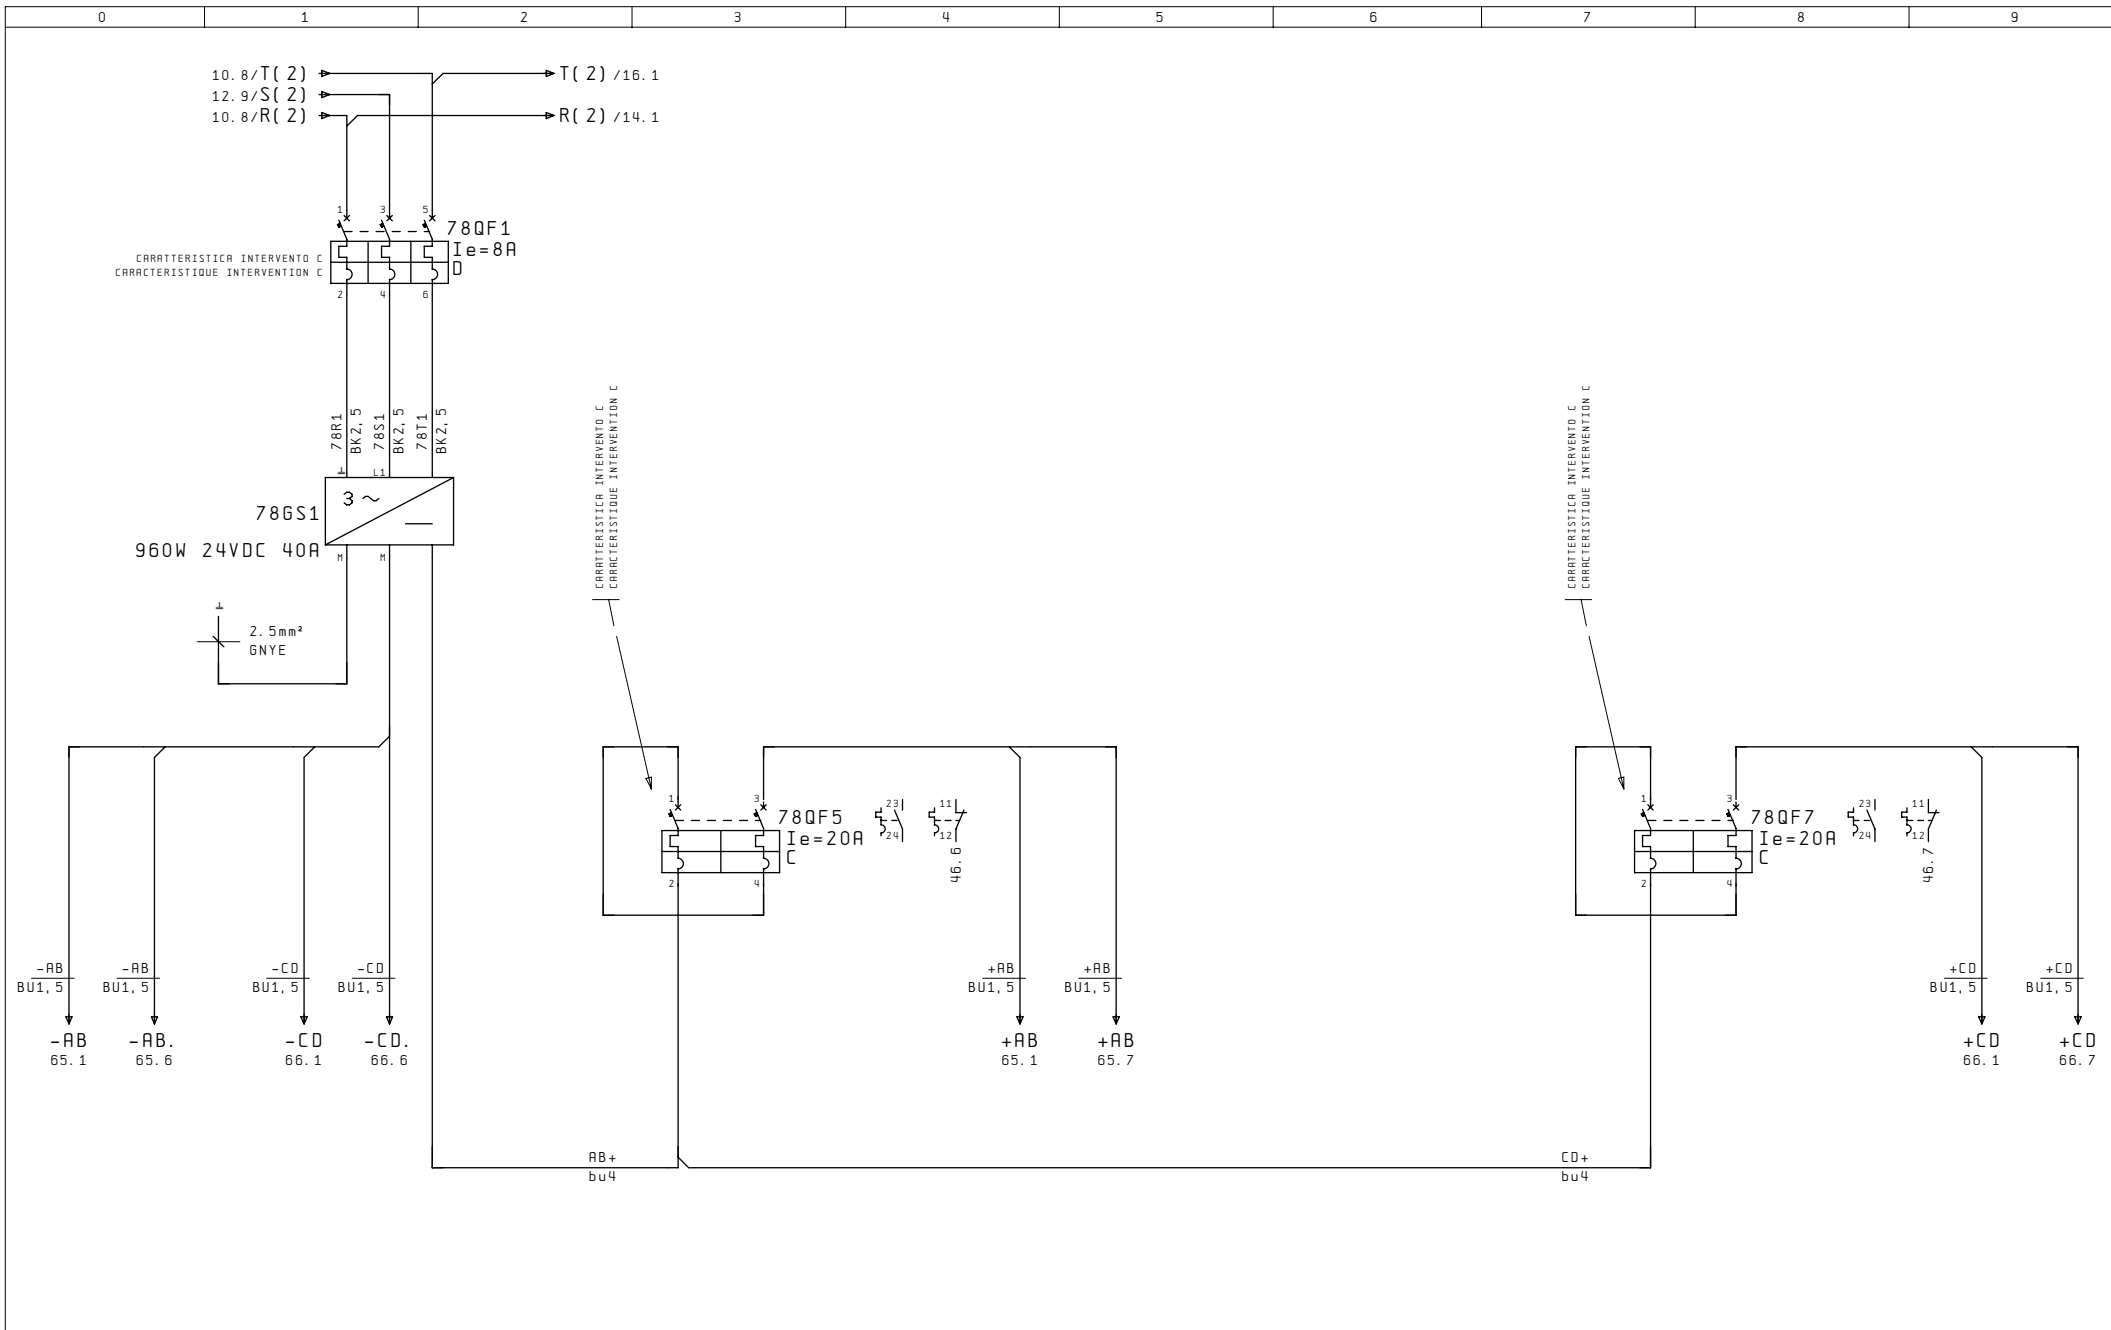 0 1 2 3 4 5 6 7 8 9
10.8/T(2) T(2)/16.1
12.9/S(2)
10.8/R(2) R(2)/14.1
1 3 5
78QF1
Ie=8A
D
CARATTERISTICA INTERVENTO C
CARACTERISTIQUE INTERVENTION C
2 4 6
78R1
BK2,5
78S1
BK2,5
78T1
BK2,5
L1
3 ~
78GS1
960W 24VDC 40A
M M
2.5mm²
GNYE
CARATTERISTICA INTERVENTO C
CARACTERISTIQUE INTERVENTION C
CARATTERISTICA INTERVENTO C
CARACTERISTIQUE INTERVENTION C
1 3
78QF5
Ie=20A
C
2 4
23
24
11
12
46.6
1 3
78QF7
Ie=20A
C
2 4
23
24
11
12
46.7
-AB
BU1,5
-AB
65.1
-AB
BU1,5
-AB.
65.6
-CD
BU1,5
-CD
66.1
-CD
BU1,5
-CD.
66.6
+AB
BU1,5
+AB
65.1
+AB
BU1,5
+AB
65.7
+CD
BU1,5
+CD
66.1
+CD
BU1,5
+CD
66.7
AB+
bu4
CD+
bu4